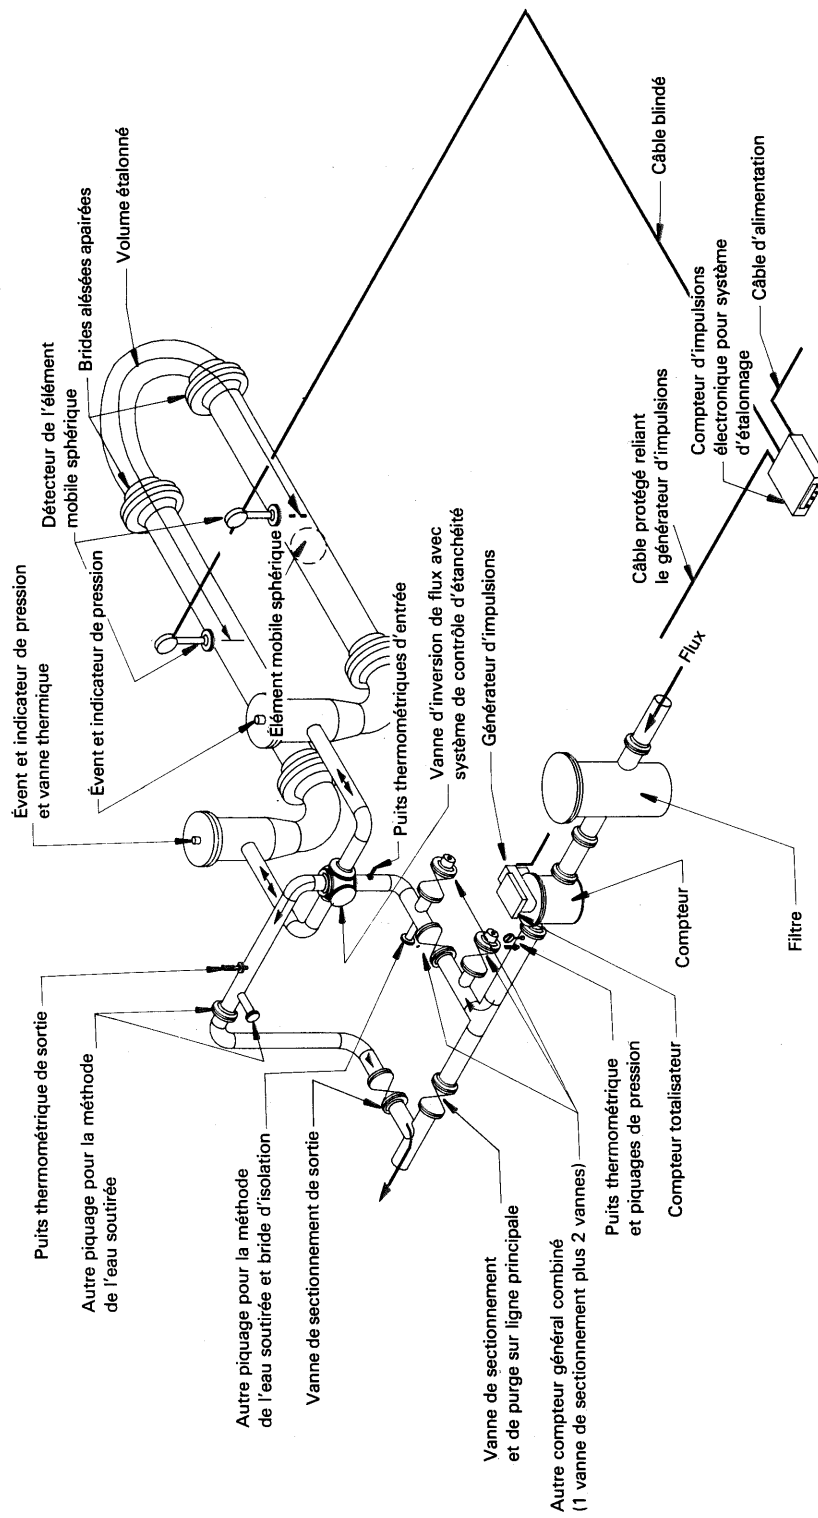 Évent et indicateur de pression
et vanne thermique
Évent et indicateur de pression
Détecteur de l'élément
mobile sphérique
Brides alésées apairées
Volume étalonné
Élément mobile sphérique
Puits thermométriques d'entrée
Vanne d'inversion de flux avec
système de contrôle d'étanchéité
Générateur d'impulsions
Câble blindé
Câble protégé reliant
le générateur d'impulsions
Compteur d'impulsions
électronique pour système
d'étalonnage
Câble d'alimentation
Flux
Puits thermométrique de sortie
Autre piquage pour la méthode
de l'eau soutirée
Autre piquage pour la méthode
de l'eau soutirée et bride d'isolation
Vanne de sectionnement de sortie
Vanne de sectionnement
et de purge sur ligne principale
Autre compteur général combiné
(1 vanne de sectionnement plus 2 vannes)
Puits thermométrique
et piquages de pression
Compteur totalisateur
Compteur
Filtre